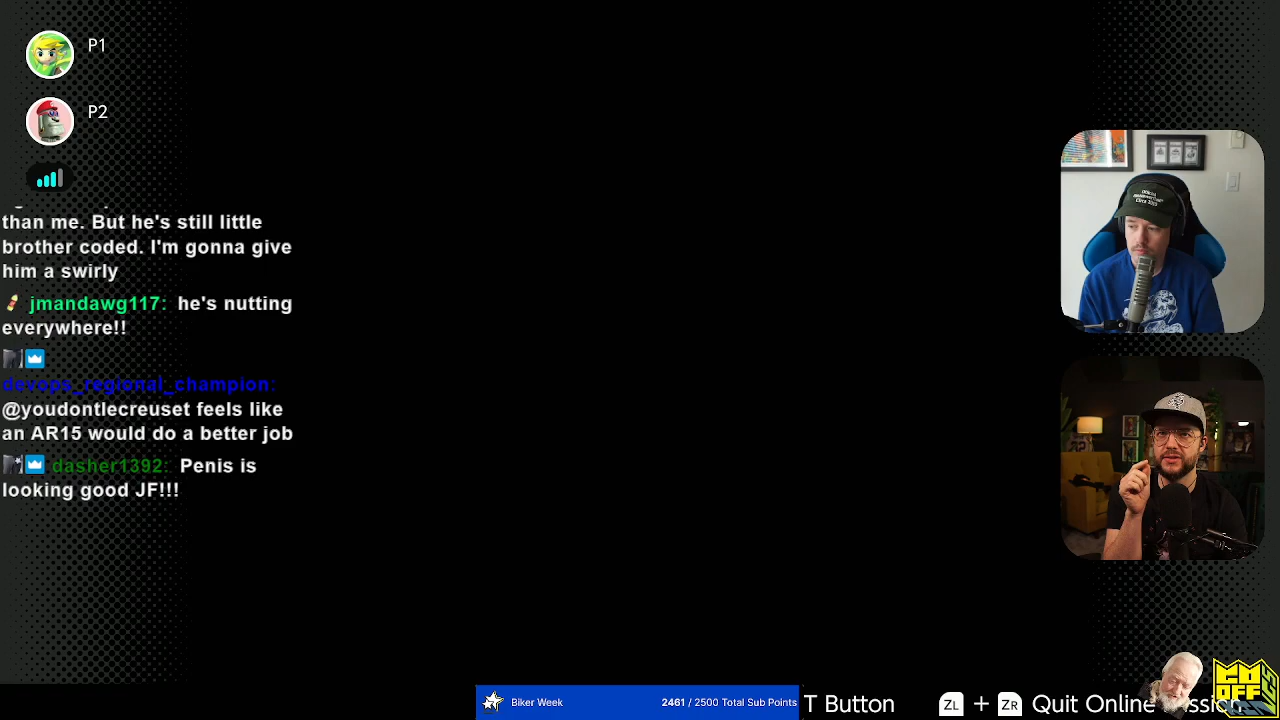 P1
P2
than me. But he's still little
brother coded. I'm gonna give
him a swirly
jmandawg117: he's nutting
everywhere!!
devops_regional_champion:
@youdontlecreuset feels like
an AR15 would do a better job
dasher1392: Penis is
looking good JF!!!
Biker Week 2461 / 2500 Total Sub Points
T Button ZL + ZR Quit Online
GO
OFF